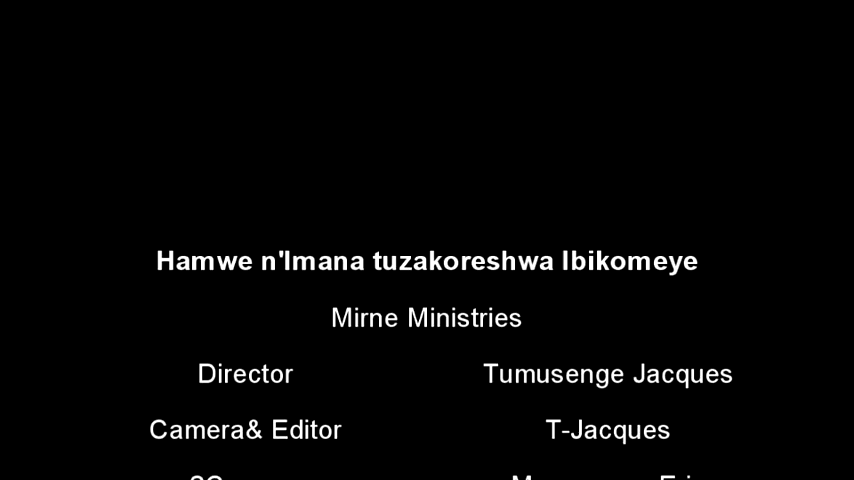 Hamwe n'Imana tuzakoreshwa Ibikomeye
Mirne Ministries
Director Tumusenge Jacques
Camera& Editor T-Jacques